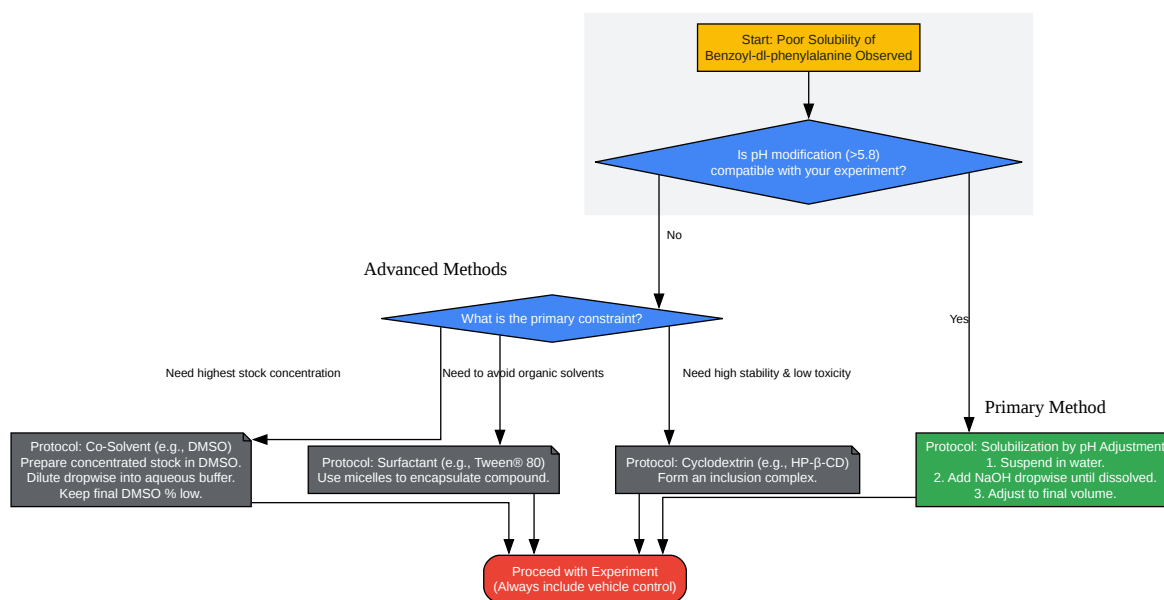 Start: Poor Solubility of
Benzoyl-dl-phenylalanine Observed
Is pH modification (>5.8)
compatible with your experiment?
No
Yes
Advanced Methods
What is the primary constraint?
Need highest stock concentration
Need to avoid organic solvents
Need high stability & low toxicity
Primary Method
Protocol: Co-Solvent (e.g., DMSO)
Prepare concentrated stock in DMSO.
Dilute dropwise into aqueous buffer.
Keep final DMSO % low.
Protocol: Surfactant (e.g., Tween® 80)
Use micelles to encapsulate compound.
Protocol: Cyclodextrin (e.g., HP-β-CD)
Form an inclusion complex.
Protocol: Solubilization by pH Adjustment
1. Suspend in water.
2. Add NaOH dropwise until dissolved.
3. Adjust to final volume.
Proceed with Experiment
(Always include vehicle control)